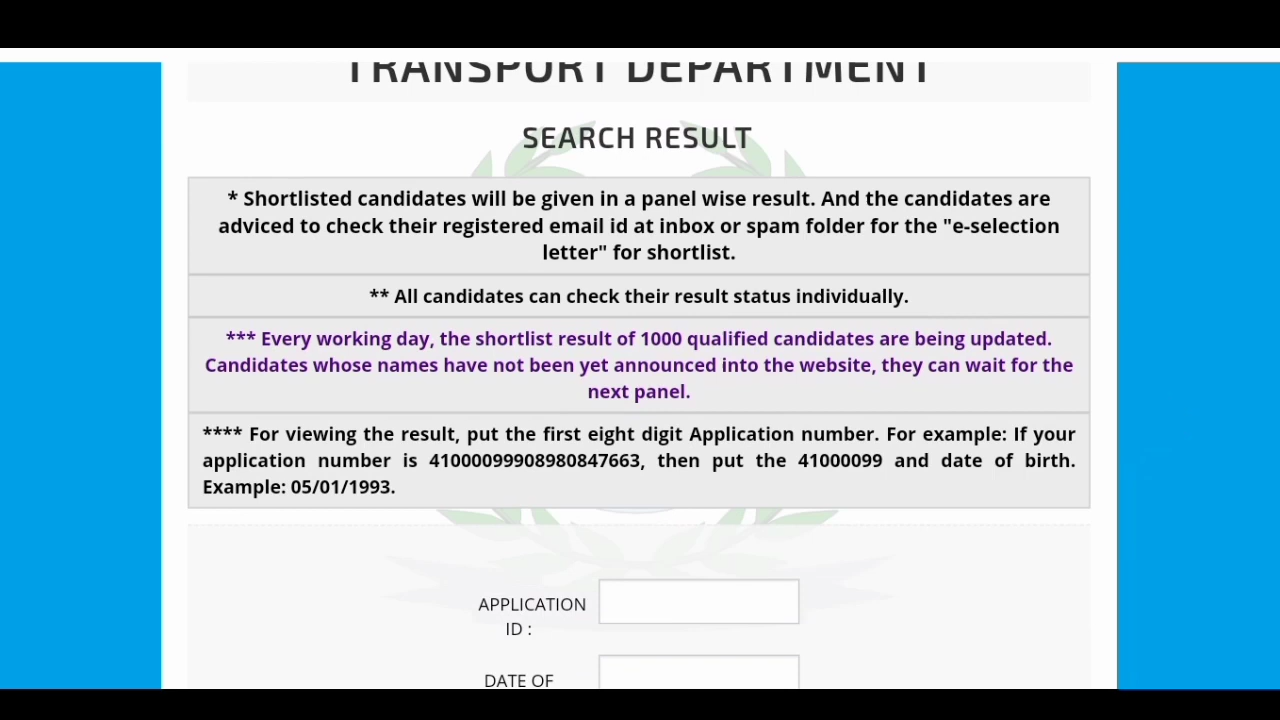 TRANSPORT DEPARTMENT
SEARCH RESULT
* Shortlisted candidates will be given in a panel wise result. And the candidates are
adviced to check their registered email id at inbox or spam folder for the "e-selection
letter" for shortlist.
** All candidates can check their result status individually.
*** Every working day, the shortlist result of 1000 qualified candidates are being updated.
Candidates whose names have not been yet announced into the website, they can wait for the
next panel.
**** For viewing the result, put the first eight digit Application number. For example: If your
application number is 41000099908980847663, then put the 41000099 and date of birth.
Example: 05/01/1993.
APPLICATION
ID :
DATE OF